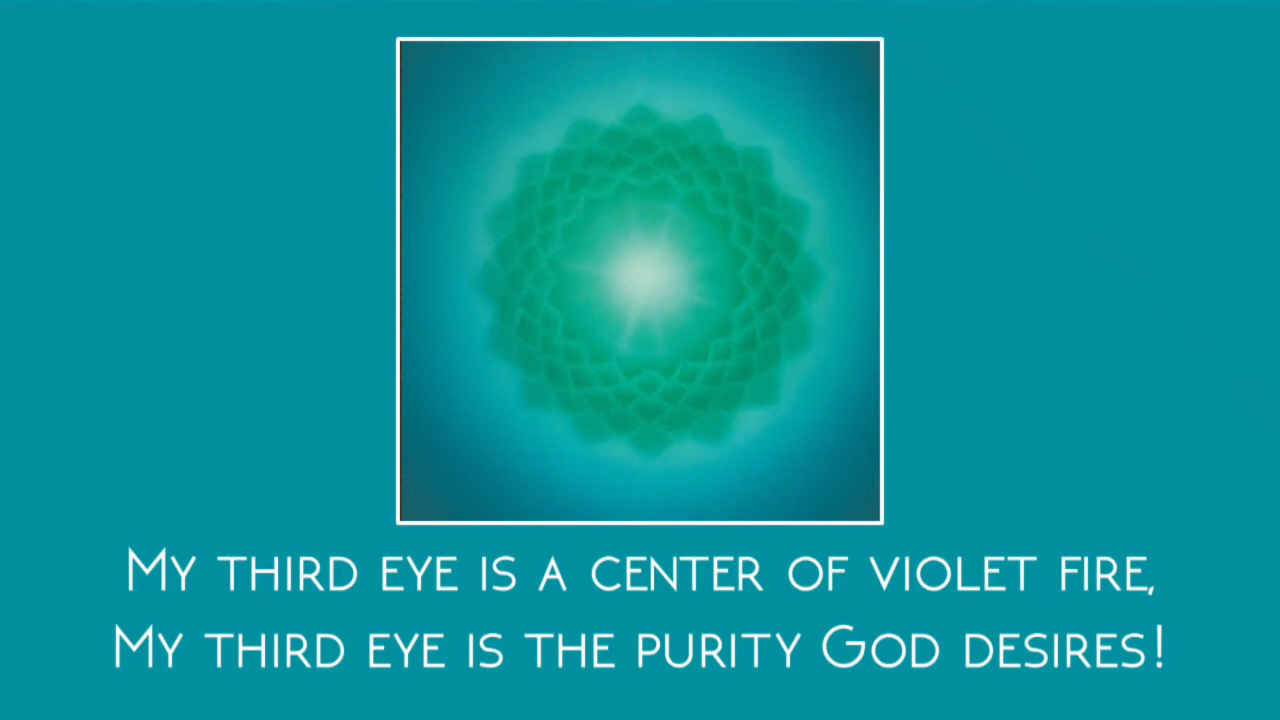 My third eye is a center of violet fire,
My third eye is the purity God desires!